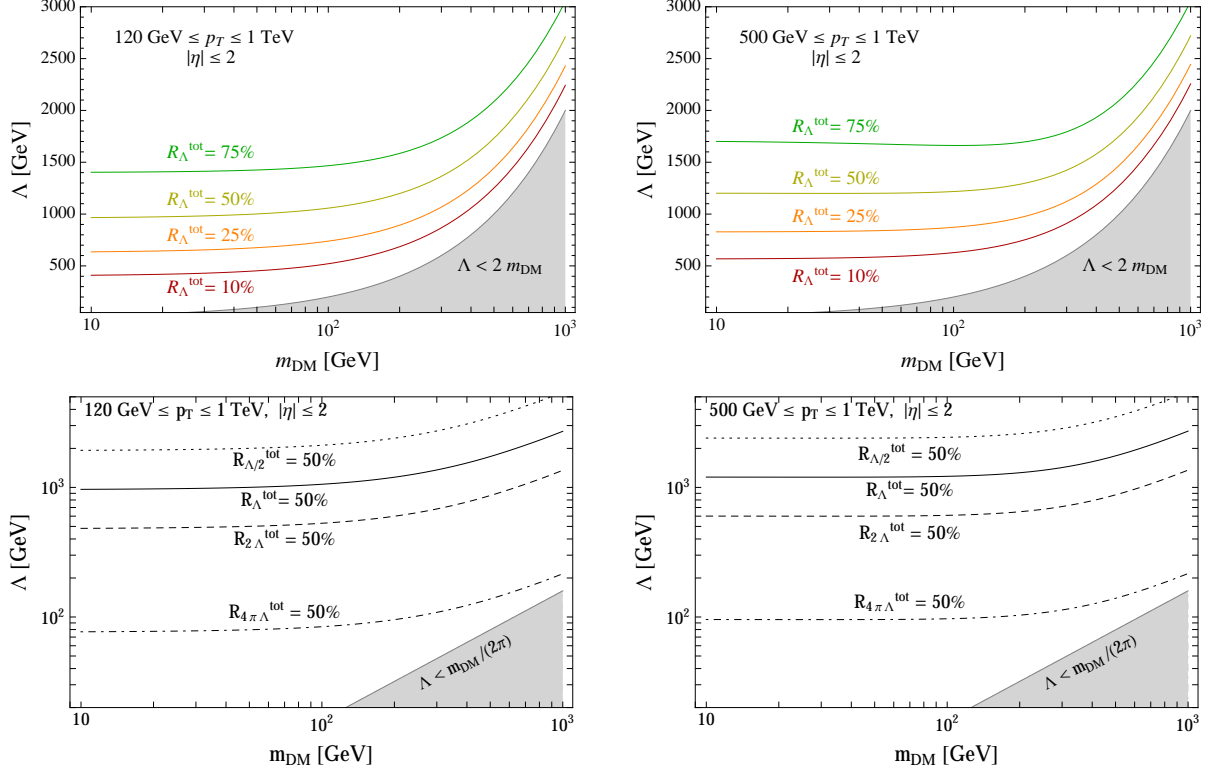 120 GeV ≤ p_T ≤ 1 TeV
|η| ≤ 2
R_Λ^tot = 75%
R_Λ^tot = 50%
R_Λ^tot = 25%
R_Λ^tot = 10%
Λ < 2 m_DM
3000
2500
2000
1500
1000
500
Λ [GeV]
10
10^2
10^3
m_DM [GeV]
500 GeV ≤ p_T ≤ 1 TeV
|η| ≤ 2
R_Λ^tot = 75%
R_Λ^tot = 50%
R_Λ^tot = 25%
R_Λ^tot = 10%
Λ < 2 m_DM
3000
2500
2000
1500
1000
500
Λ [GeV]
10
10^2
10^3
m_DM [GeV]
120 GeV ≤ p_T ≤ 1 TeV, |η| ≤ 2
R_Λ/2^tot = 50%
R_Λ^tot = 50%
R_2Λ^tot = 50%
R_4πΛ^tot = 50%
Λ < m_DM/(2π)
10^3
10^2
Λ [GeV]
10
10^2
10^3
m_DM [GeV]
500 GeV ≤ p_T ≤ 1 TeV, |η| ≤ 2
R_Λ/2^tot = 50%
R_Λ^tot = 50%
R_2Λ^tot = 50%
R_4πΛ^tot = 50%
Λ < m_DM/(2π)
10^3
10^2
Λ [GeV]
10
10^2
10^3
m_DM [GeV]